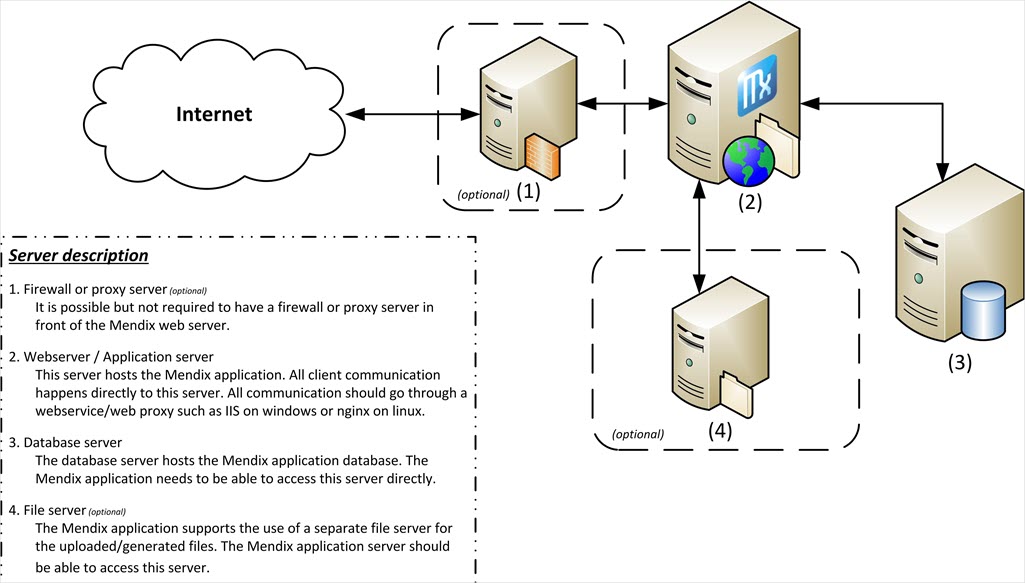 Internet
(optional) (1)
Mx
(2)
(3)
(optional) (4)
Server description
1. Firewall or proxy server (optional)
It is possible but not required to have a firewall or proxy server in
front of the Mendix web server.
2. Webserver / Application server
This server hosts the Mendix application. All client communication
happens directly to this server. All communication should go through a
webservice/web proxy such as IIS on windows or nginx on linux.
3. Database server
The database server hosts the Mendix application database. The
Mendix application needs to be able to access this server directly.
4. File server (optional)
The Mendix application supports the use of a separate file server for
the uploaded/generated files. The Mendix application server should
be able to access this server.